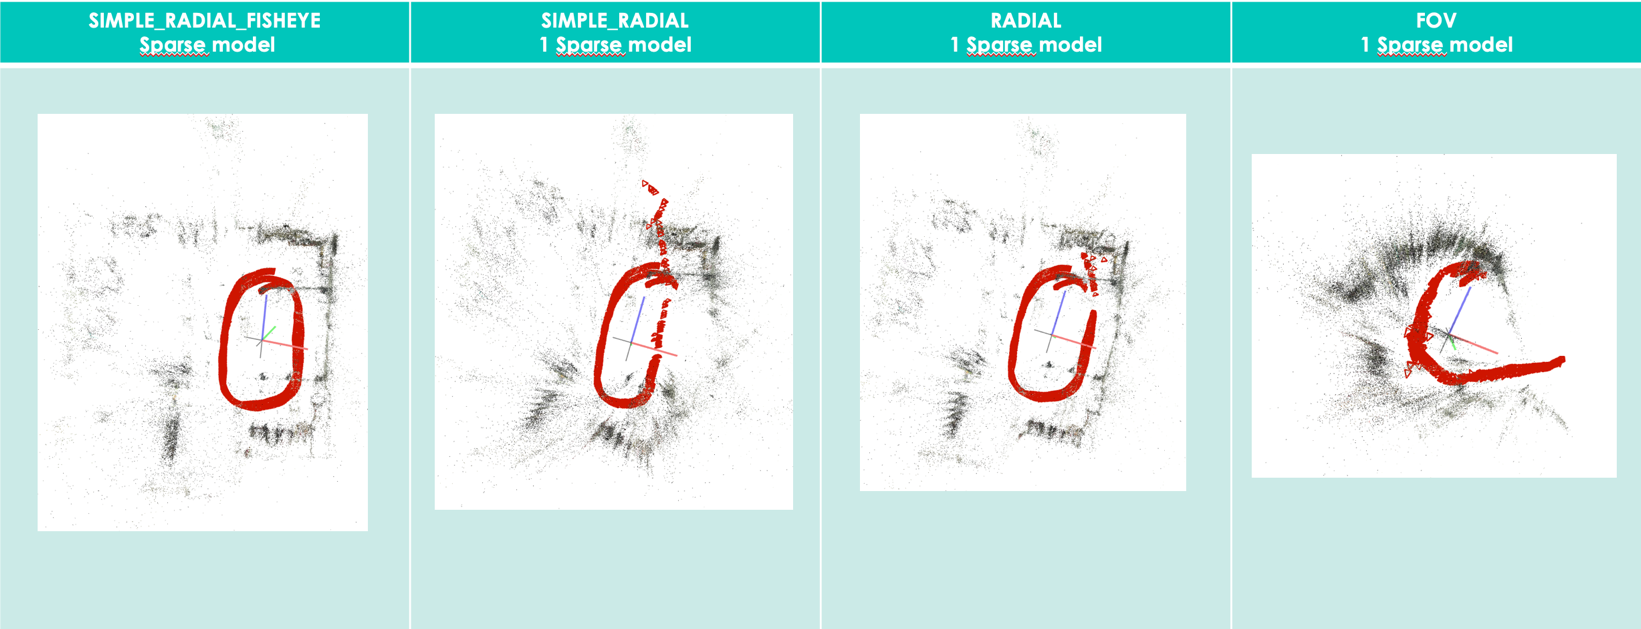 SIMPLE_RADIAL_FISHEYE
Sparse model
SIMPLE_RADIAL
1 Sparse model
RADIAL
1 Sparse model
FOV
1 Sparse model